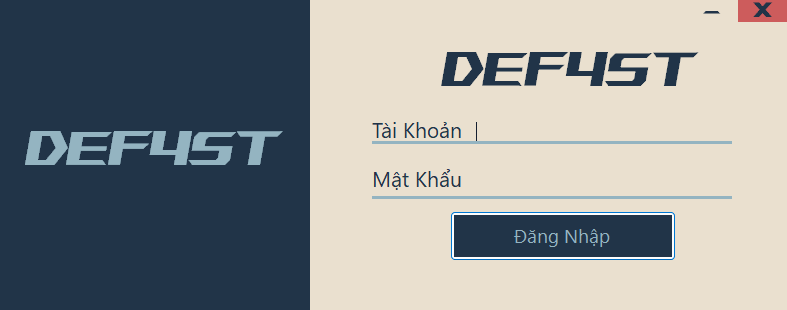 DEF4ST
DEF4ST
Tài Khoản
Mật Khẩu
Đăng Nhập